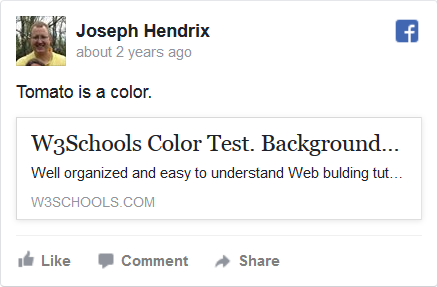 Joseph Hendrix
about 2 years ago
Tomato is a color.
W3Schools Color Test. Background...
Well organized and easy to understand Web bulding tut...
W3SCHOOLS.COM
Like Comment Share